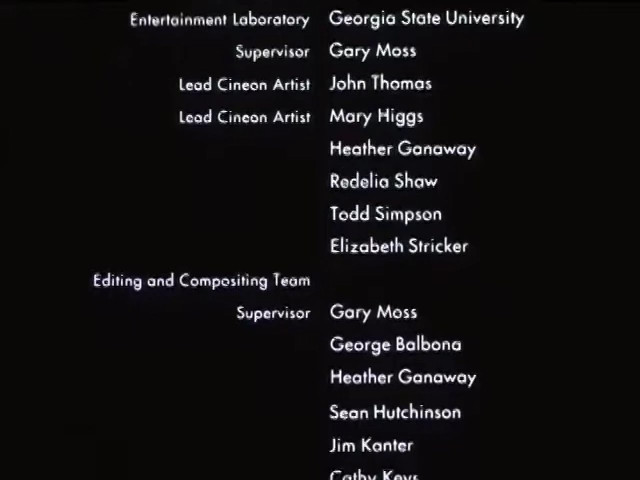 Entertainment Laboratory Georgia State University
Supervisor Gary Moss
Lead Cineon Artist John Thomas
Lead Cineon Artist Mary Higgs
Heather Ganaway
Redelia Shaw
Todd Simpson
Elizabeth Stricker
Editing and Compositing Team
Supervisor Gary Moss
George Balbona
Heather Ganaway
Sean Hutchinson
Jim Kanter
Cathy Keys